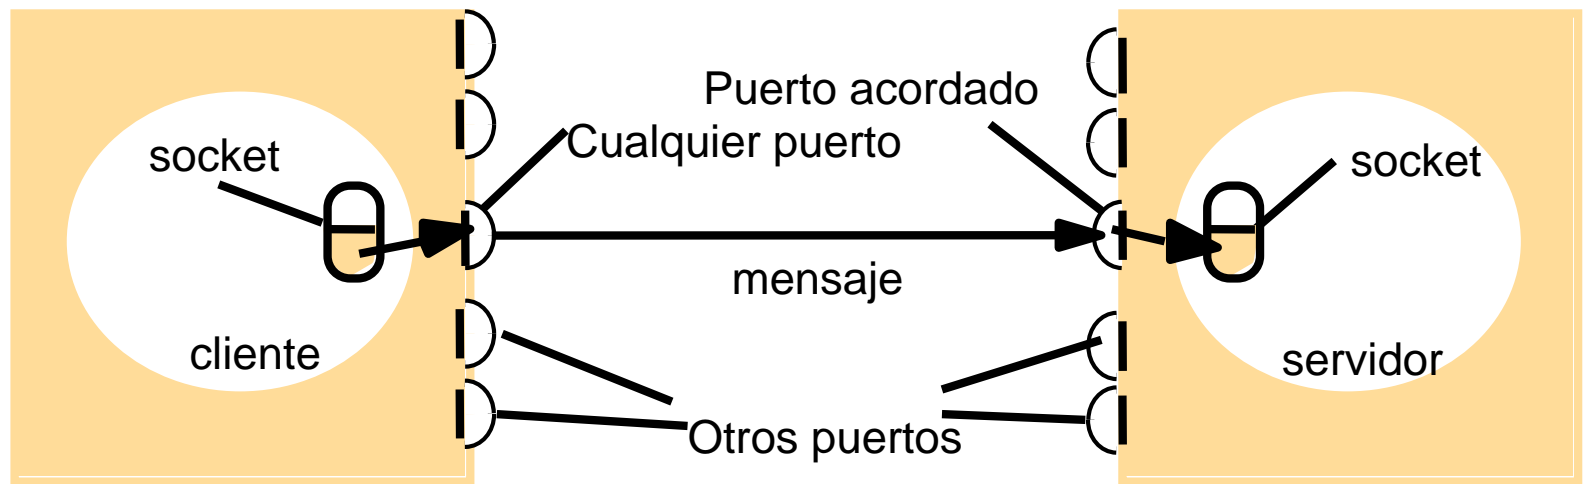 Puerto acordado
Cualquier puerto
socket
socket
mensaje
cliente
servidor
Otros puertos